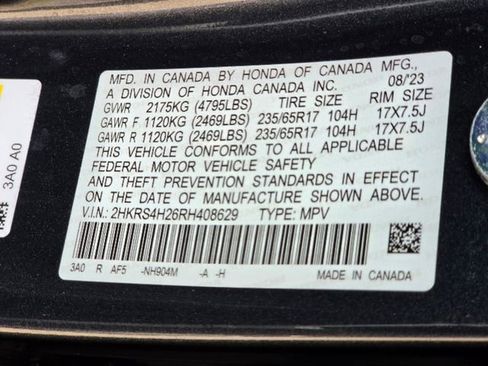 MFD. IN CANADA BY HONDA OF CANADA MFG.,
A DIVISION OF HONDA CANADA INC. 08/23
GVWR 2175KG (4795LBS) TIRE SIZE RIM SIZE
GAWR F 1120KG (2469LBS) 235/65R17 104H 17X7.5J
GAWR R 1120KG (2469LBS) 235/65R17 104H 17X7.5J
THIS VEHICLE CONFORMS TO ALL APPLICABLE
FEDERAL MOTOR VEHICLE SAFETY
AND THEFT PREVENTION STANDARDS IN EFFECT
ON THE DATE OF MANUFACTURE SHOWN ABOVE.
V.I.N.: 2HKRS4H26RH408629 TYPE: MPV
3A0 R AF5 -NH904M -A -H MADE IN CANADA
3A0 A0